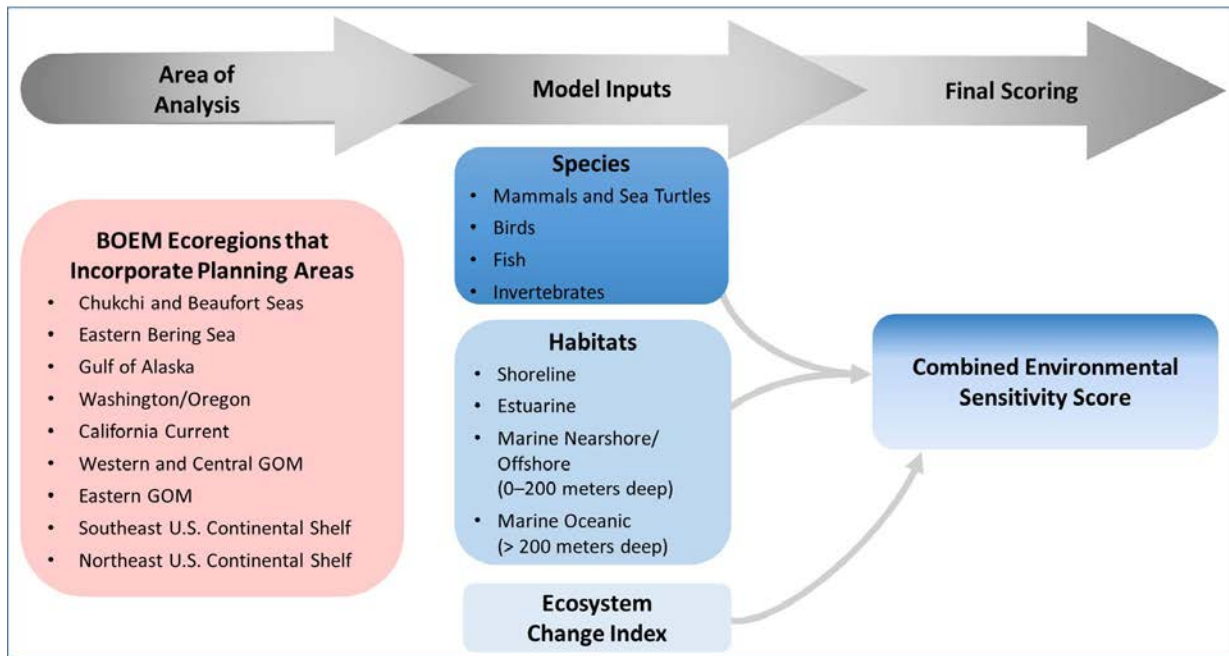 Area of
Analysis
Model Inputs
Final Scoring
BOEM Ecoregions that
Incorporate Planning Areas
• Chukchi and Beaufort Seas
• Eastern Bering Sea
• Gulf of Alaska
• Washington/Oregon
• California Current
• Western and Central GOM
• Eastern GOM
• Southeast U.S. Continental Shelf
• Northeast U.S. Continental Shelf
Species
• Mammals and Sea Turtles
• Birds
• Fish
• Invertebrates
Habitats
• Shoreline
• Estuarine
• Marine Nearshore/
Offshore
(0–200 meters deep)
• Marine Oceanic
(> 200 meters deep)
Ecosystem
Change Index
Combined Environmental
Sensitivity Score